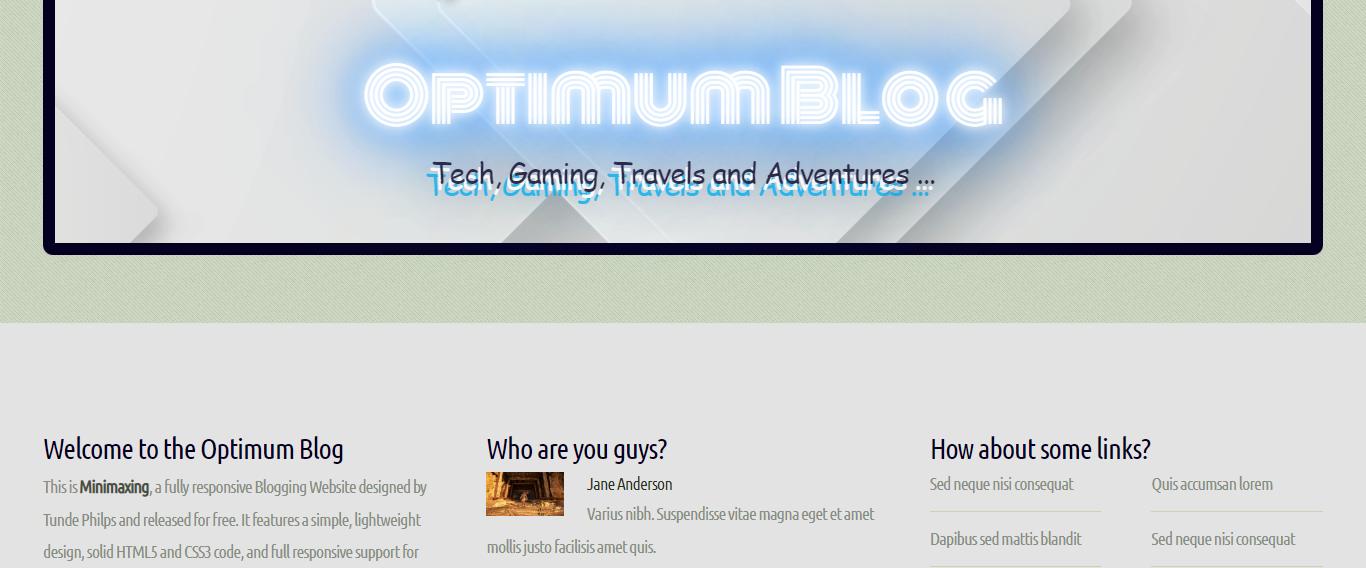 Optimum Blog
Tech, Gaming, Travels and Adventures ...
Welcome to the Optimum Blog
This is Minimaxing, a fully responsive Blogging Website designed by
Tunde Philps and released for free. It features a simple, lightweight
design, solid HTML5 and CSS3 code, and full responsive support for
Who are you guys?
Jane Anderson
Varius nibh. Suspendisse vitae magna eget et amet
mollis justo facilisis amet quis.
How about some links?
Sed neque nisi consequat
Dapibus sed mattis blandit
Quis accumsan lorem
Sed neque nisi consequat